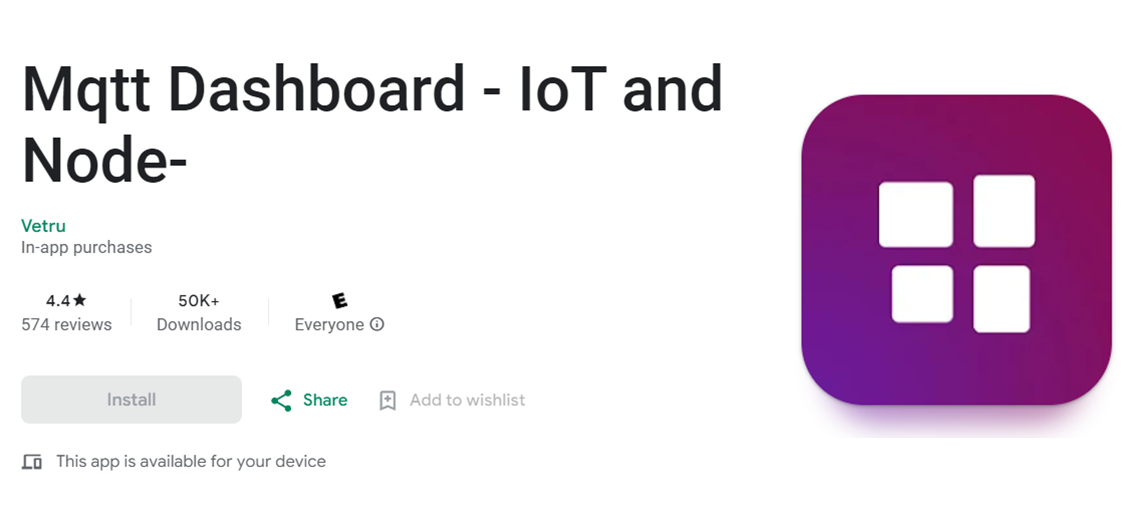 Mqtt Dashboard - IoT and
Node-
Vetru
In-app purchases
4.4★
574 reviews
50K+
Downloads
E
Everyone
Install
Share
Add to wishlist
This app is available for your device